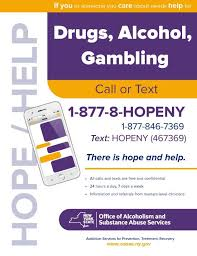 If you or someone you care about needs help for
Drugs, Alcohol,
Gambling
Call or Text
HOPE / HELP
1-877-8-HOPENY
1-877-846-7369
Text: HOPENY (467369)
There is hope and help.
All calls and texts are free and confidential
24 hours a day, 7 days a week
Information and referrals from
NEW YORK STATE
Office of Alcoholism and
Substance Abuse Services
Addiction Services for Prevention, Treatment, Recovery
www.oasas.ny.gov